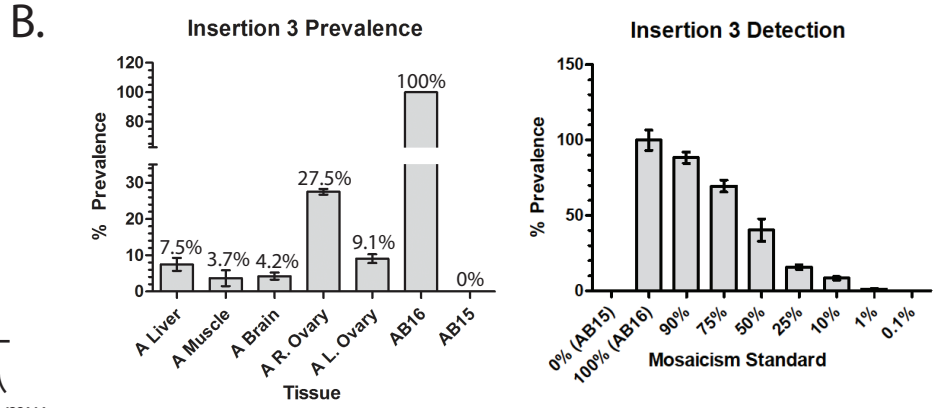 B.
Insertion 3 Prevalence
% Prevalence
120
100
80
30
20
10
0
7.5%
3.7%
4.2%
27.5%
9.1%
100%
0%
A Liver
A Muscle
A Brain
A R. Ovary
A L. Ovary
AB16
AB15
Tissue
Insertion 3 Detection
% Prevalence
150
100
50
0
0% (AB15)
100% (AB16)
90%
75%
50%
25%
10%
1%
0.1%
Mosaicism Standard